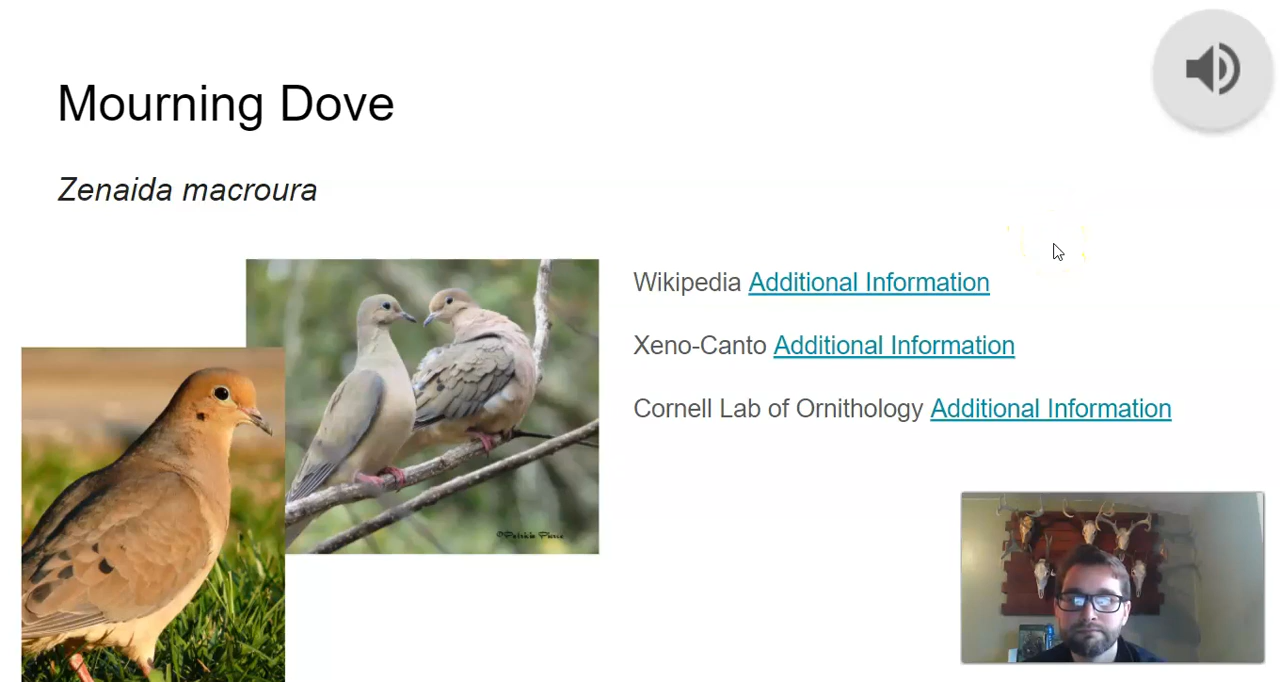 Mourning Dove
Zenaida macroura
Wikipedia Additional Information
Xeno-Canto Additional Information
Cornell Lab of Ornithology Additional Information